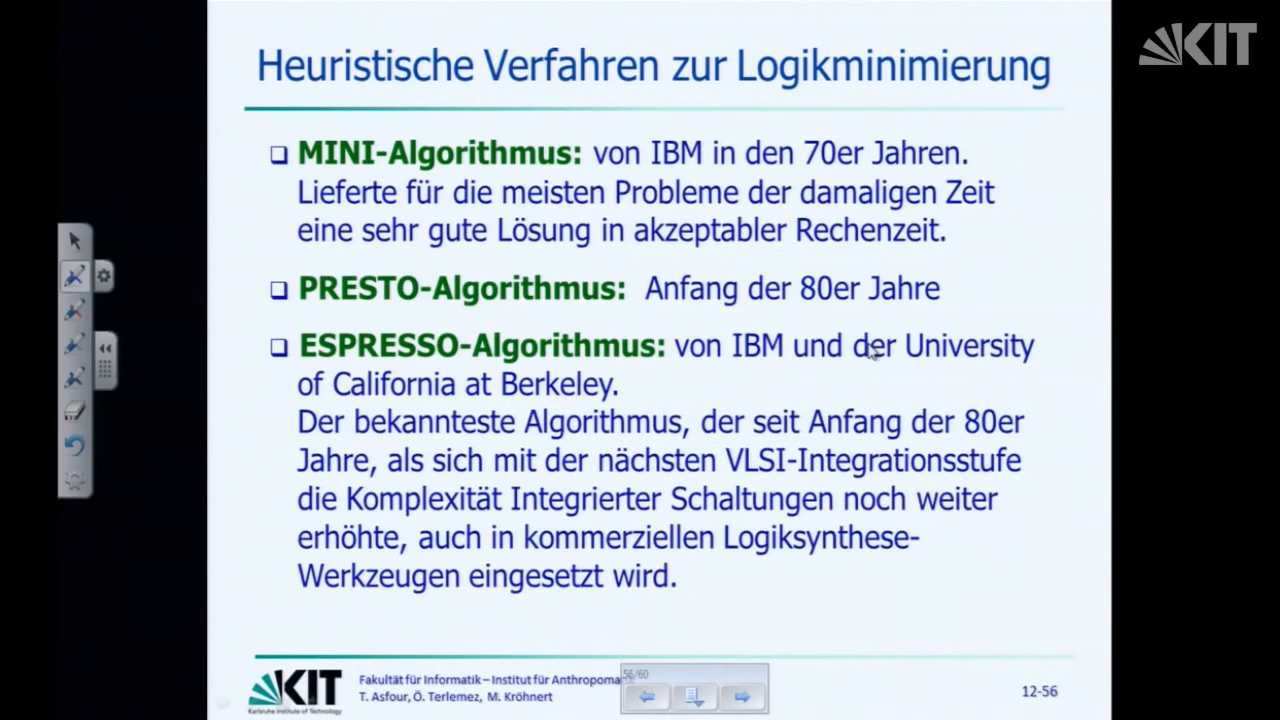 KIT
Heuristische Verfahren zur Logikminimierung
MINI-Algorithmus: von IBM in den 70er Jahren.
Lieferte für die meisten Probleme der damaligen Zeit
eine sehr gute Lösung in akzeptabler Rechenzeit.
PRESTO-Algorithmus: Anfang der 80er Jahre
ESPRESSO-Algorithmus: von IBM und der University
of California at Berkeley.
Der bekannteste Algorithmus, der seit Anfang der 80er
Jahre, als sich mit der nächsten VLSI-Integrationsstufe
die Komplexität Integrierter Schaltungen noch weiter
erhöhte, auch in kommerziellen Logiksynthese-
Werkzeugen eingesetzt wird.
KIT
Karlsruhe Institute of Technology
Fakultät für Informatik – Institut für
T. Asfour, Ö. Terlemez, M. Kröhnert
56/60
12-56